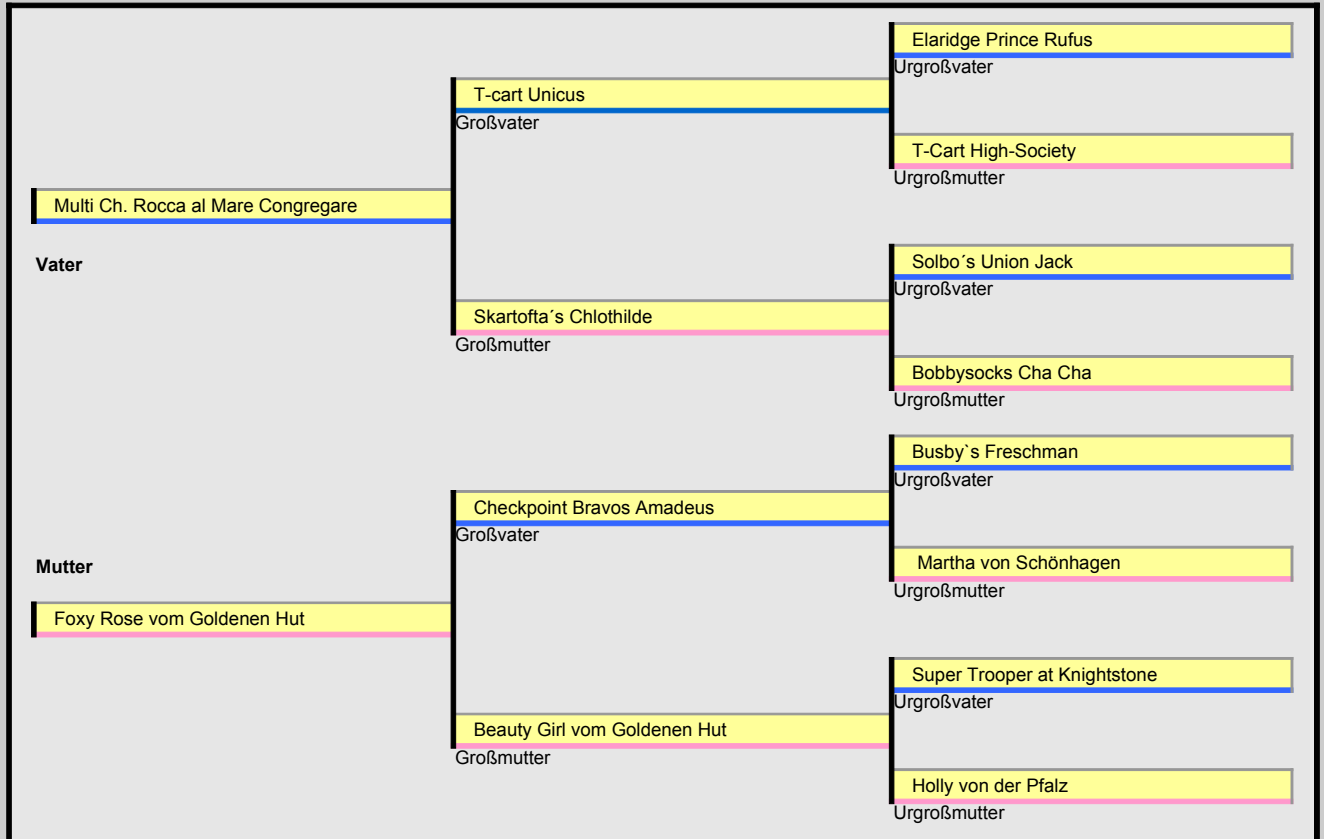 Elaridge Prince Rufus
Urgroßvater
T-cart Unicus
Großvater
T-Cart High-Society
Urgroßmutter
Multi Ch. Rocca al Mare Congregare
Vater
Solbo´s Union Jack
Urgroßvater
Skartofta´s Chlothilde
Großmutter
Bobbysocks Cha Cha
Urgroßmutter
Busby`s Freschman
Urgroßvater
Checkpoint Bravos Amadeus
Großvater
Martha von Schönhagen
Urgroßmutter
Mutter
Foxy Rose vom Goldenen Hut
Super Trooper at Knightstone
Urgroßvater
Beauty Girl vom Goldenen Hut
Großmutter
Holly von der Pfalz
Urgroßmutter